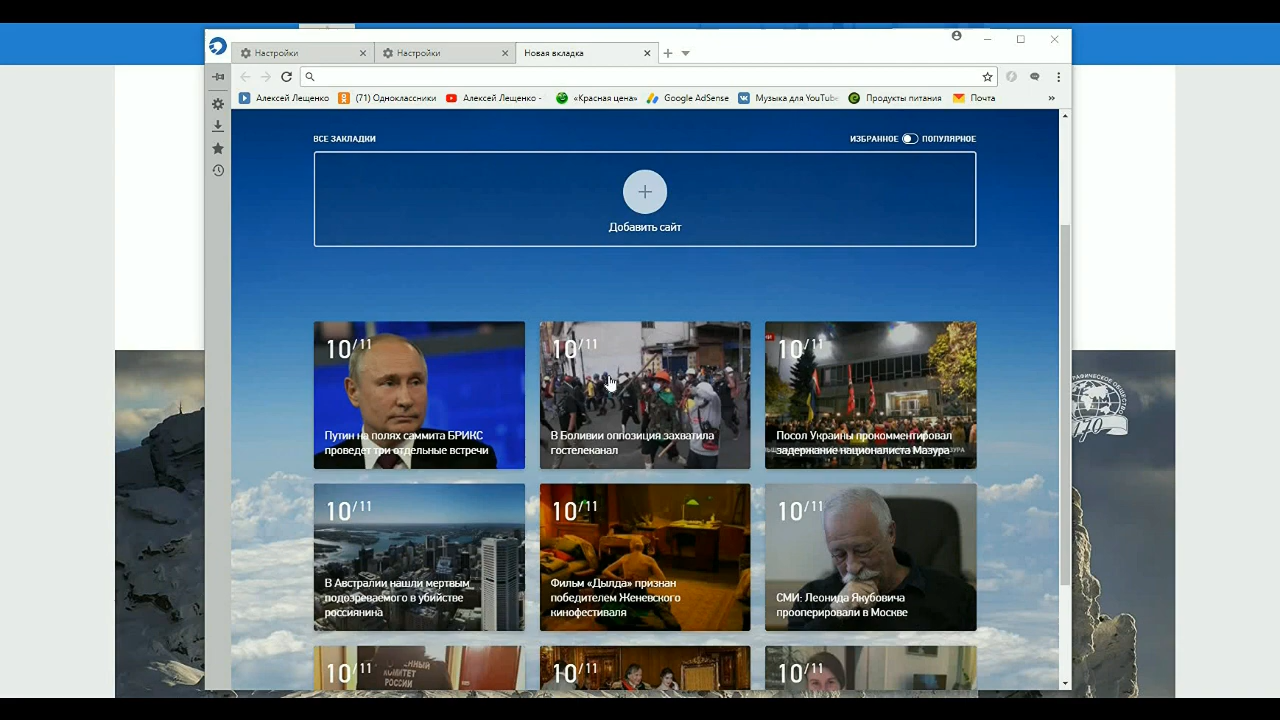 Настройки
Настройки
Новая вкладка
Алексей Лещенко
(71) Одноклассники
Алексей Лещенко -
«Красная цена»
Google AdSense
Музыка для YouTube
Продукты питания
Почта
»
ВСЕ ЗАКЛАДКИ
ИЗБРАННОЕ
ПОПУЛЯРНОЕ
Добавить сайт
10/11
Путин на полях саммита БРИКС
проведет три отдельные встречи
10/11
В Боливии оппозиция захватила
гостелеканал
10/11
Посол Украины прокомментировал
задержание националиста Мазура
10/11
В Австралии нашли мертвым
подозреваемого в убийстве
россиянина
10/11
Фильм «Дылда» признан
победителем Женевского
кинофестиваля
10/11
СМИ: Леонида Якубовича
прооперировали в Москве
10/11
КОМИТЕТ
РОССИИ
10/11
10/11
170